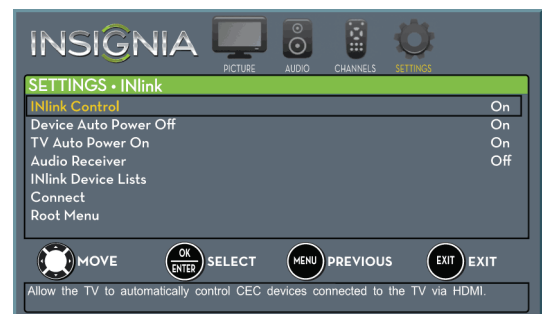 INSIGNIA
PICTURE AUDIO CHANNELS SETTINGS
SETTINGS • INlink
INlink Control On
Device Auto Power Off On
TV Auto Power On On
Audio Receiver Off
INlink Device Lists
Connect
Root Menu
MOVE OK ENTER SELECT MENU PREVIOUS EXIT EXIT
Allow the TV to automatically control CEC devices connected to the TV via HDMI.